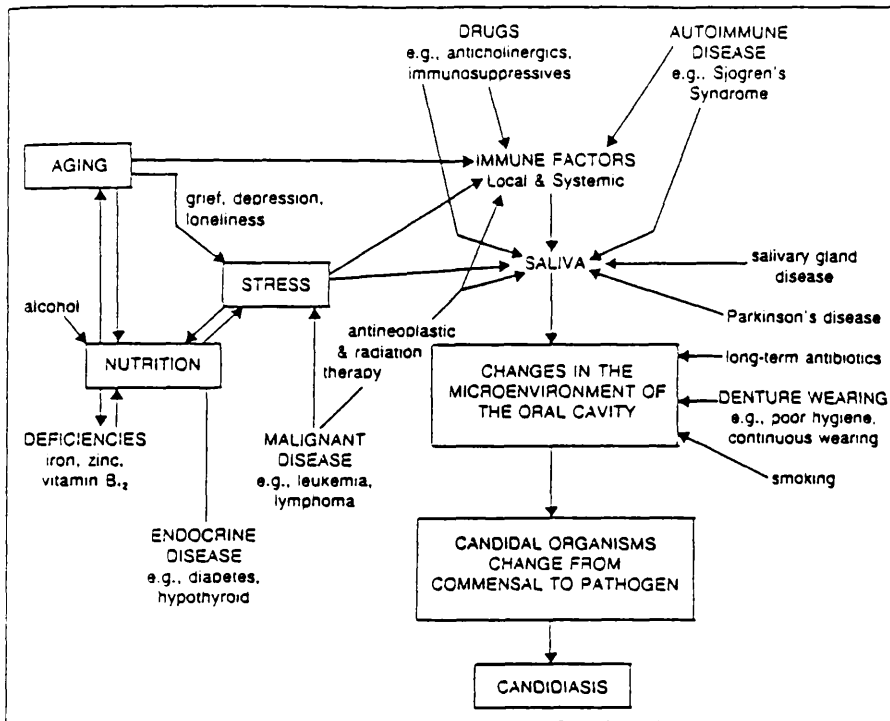 DRUGS
e.g., anticholinergics,
immunosuppressives
AUTOIMMUNE
DISEASE
e.g., Sjogren's
Syndrome
AGING
IMMUNE FACTORS
Local & Systemic
grief, depression,
loneliness
STRESS
SALIVA
salivary gland
disease
alcohol
Parkinson's disease
antineoplastic
& radiation
therapy
NUTRITION
CHANGES IN THE
MICROENVIRONMENT OF
THE ORAL CAVITY
long-term antibiotics
DENTURE WEARING
e.g., poor hygiene,
continuous wearing
DEFICIENCIES
iron, zinc,
vitamin B₁₂
MALIGNANT
DISEASE
e.g., leukemia,
lymphoma
smoking
ENDOCRINE
DISEASE
e.g., diabetes,
hypothyroid
CANDIDAL ORGANISMS
CHANGE FROM
COMMENSAL TO PATHOGEN
CANDIDIASIS